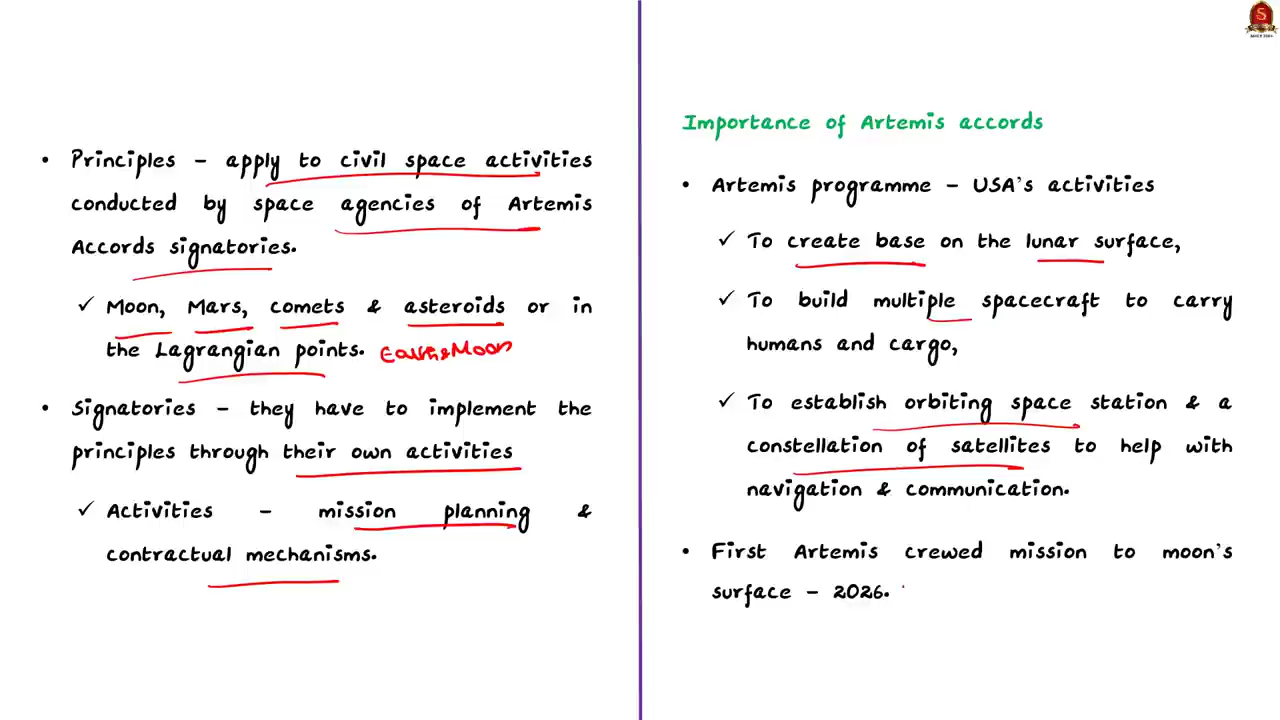 • Principles – apply to civil space activities
conducted by space agencies of Artemis
Accords signatories.
✓ Moon, Mars, comets & asteroids or in
the Lagrangian points. Earth & Moon
• Signatories – they have to implement the
principles through their own activities
✓ Activities – mission planning &
contractual mechanisms.
S
SINCE 2004
Importance of Artemis accords
• Artemis programme – USA's activities
✓ To create base on the lunar surface,
✓ To build multiple spacecraft to carry
humans and cargo,
✓ To establish orbiting space station & a
constellation of satellites to help with
navigation & communication.
• First Artemis crewed mission to moon's
surface – 2026.